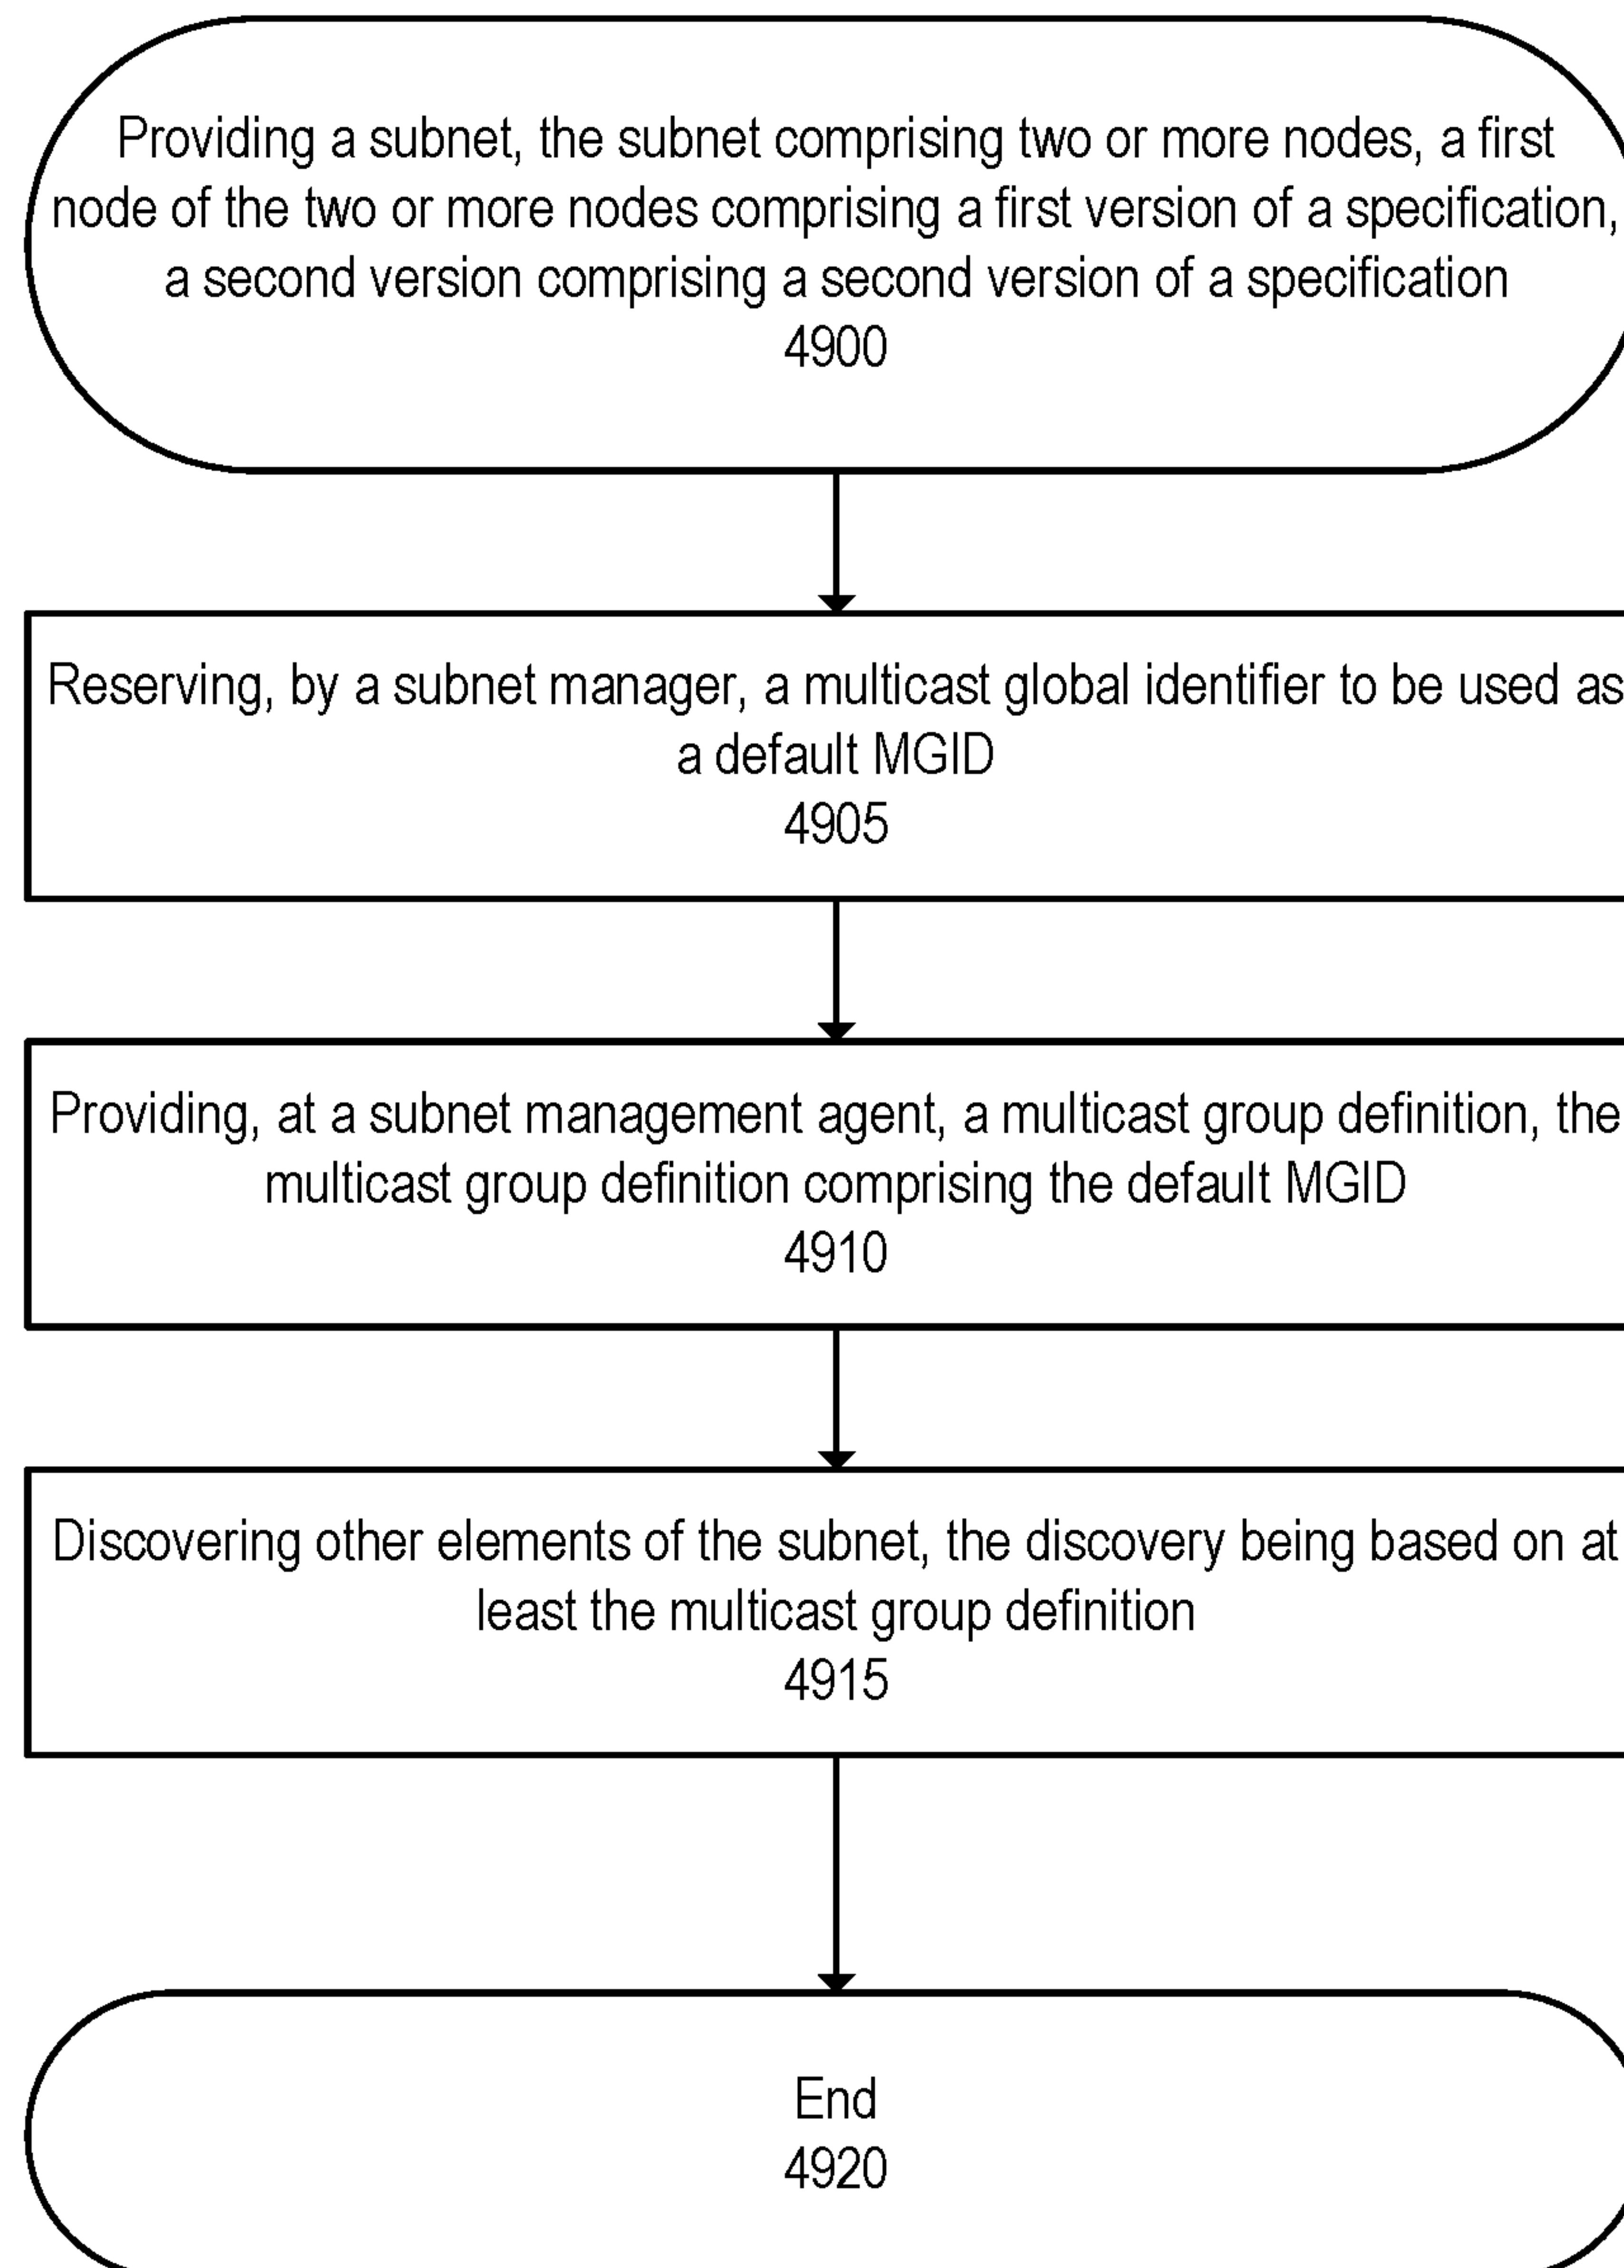 Providing a subnet, the subnet comprising two or more nodes, a first
node of the two or more nodes comprising a first version of a specification,
a second version comprising a second version of a specification
4900
Reserving, by a subnet manager, a multicast global identifier to be used as
a default MGID
4905
Providing, at a subnet management agent, a multicast group definition, the
multicast group definition comprising the default MGID
4910
Discovering other elements of the subnet, the discovery being based on at
least the multicast group definition
4915
End
4920